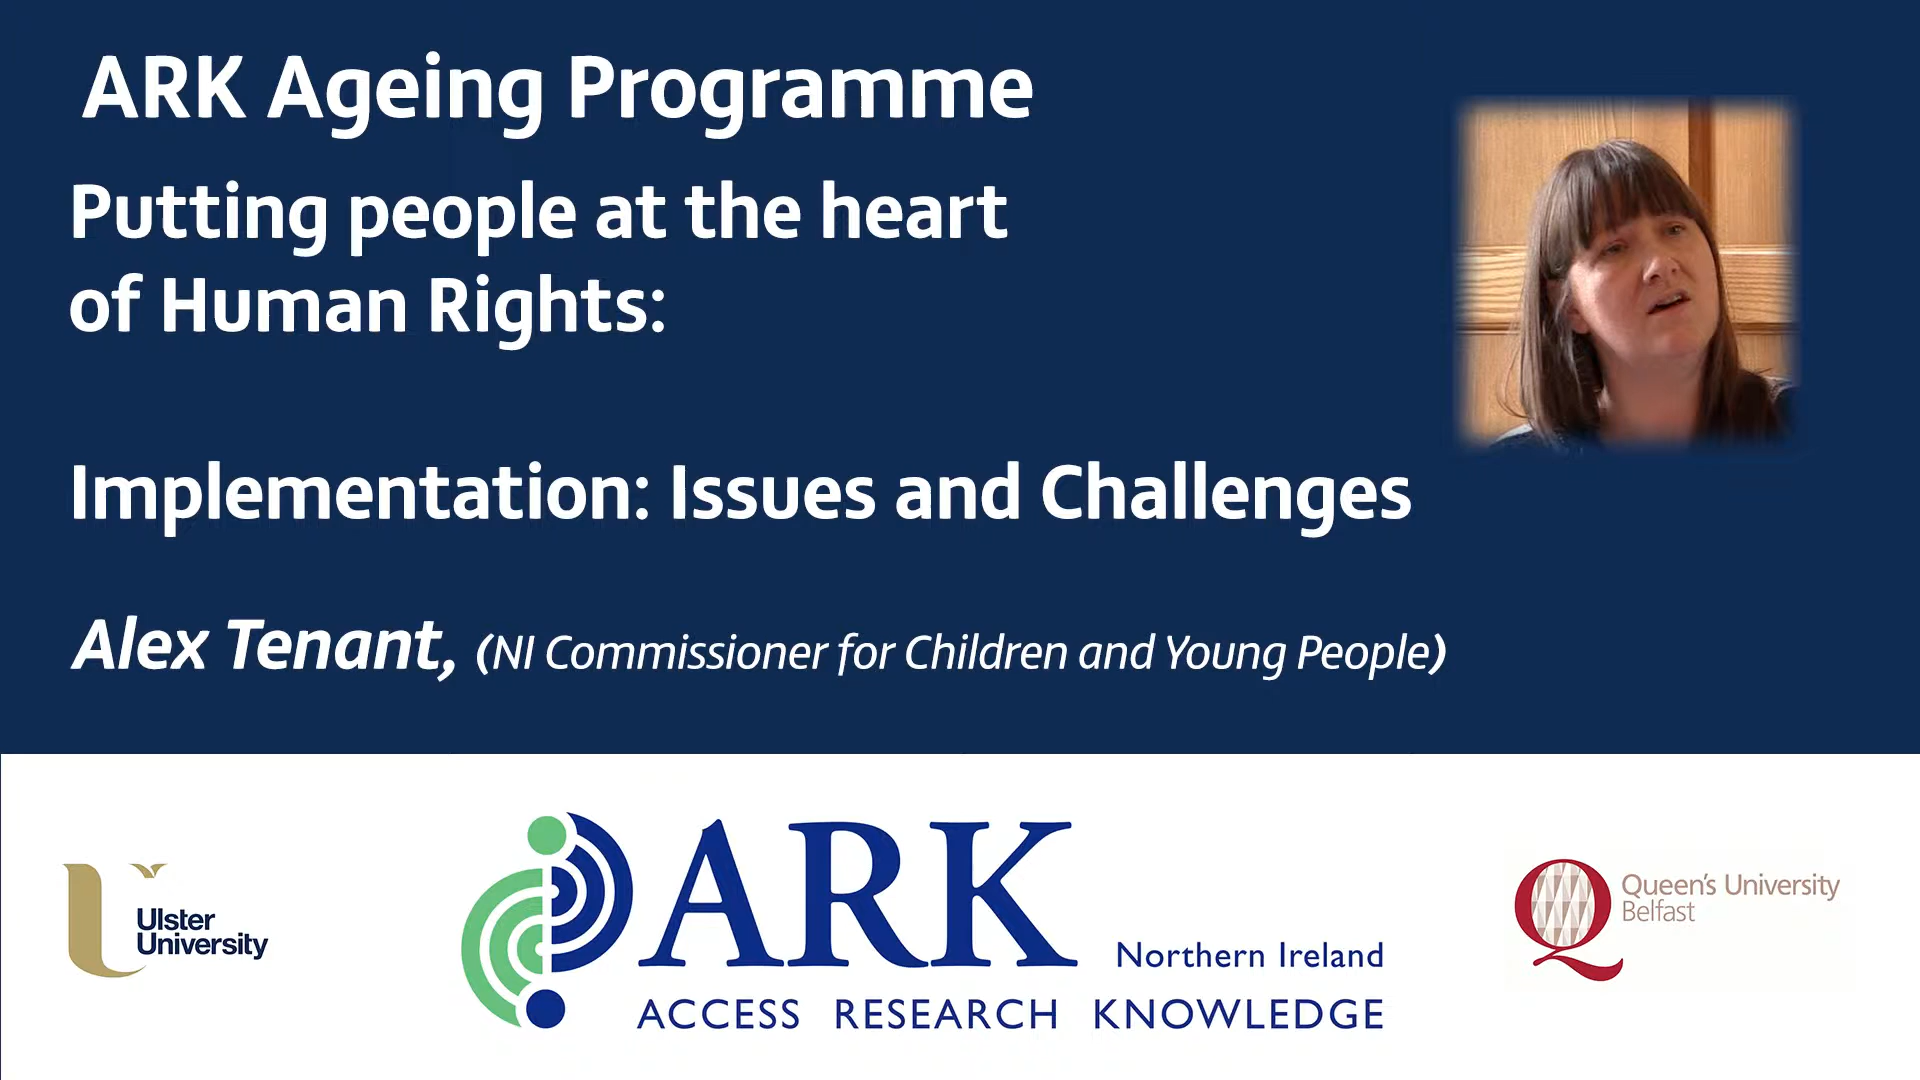 ARK Ageing Programme
Putting people at the heart
of Human Rights:
Implementation: Issues and Challenges
Alex Tenant, (NI Commissioner for Children and Young People)
Ulster
University
ARK
Northern Ireland
ACCESS RESEARCH KNOWLEDGE
Queen's University
Belfast